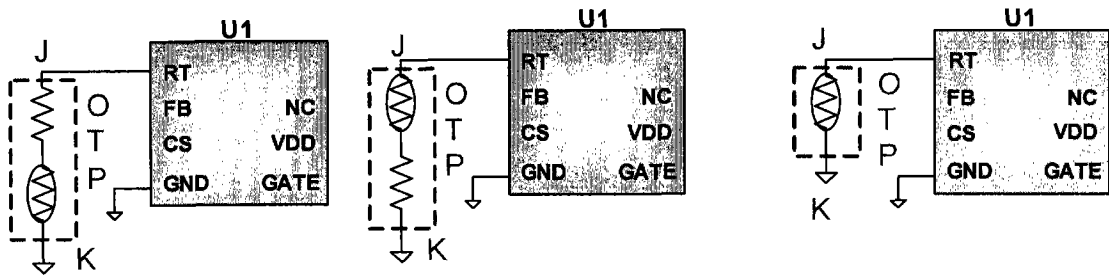 U1
J
RT
FB
CS
GND
NC
VDD
GATE
O
T
P
K
U1
J
RT
FB
CS
GND
NC
VDD
GATE
O
T
P
K
U1
J
RT
FB
CS
GND
NC
VDD
GATE
O
T
P
K